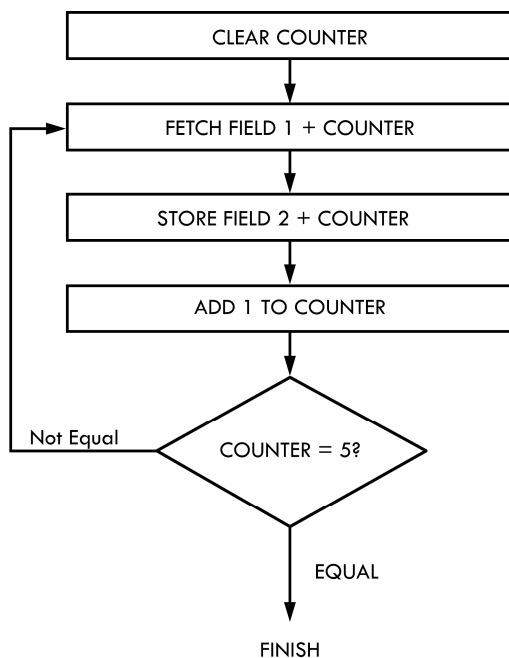 CLEAR COUNTER
FETCH FIELD 1 + COUNTER
STORE FIELD 2 + COUNTER
ADD 1 TO COUNTER
Not Equal
COUNTER = 5?
EQUAL
FINISH